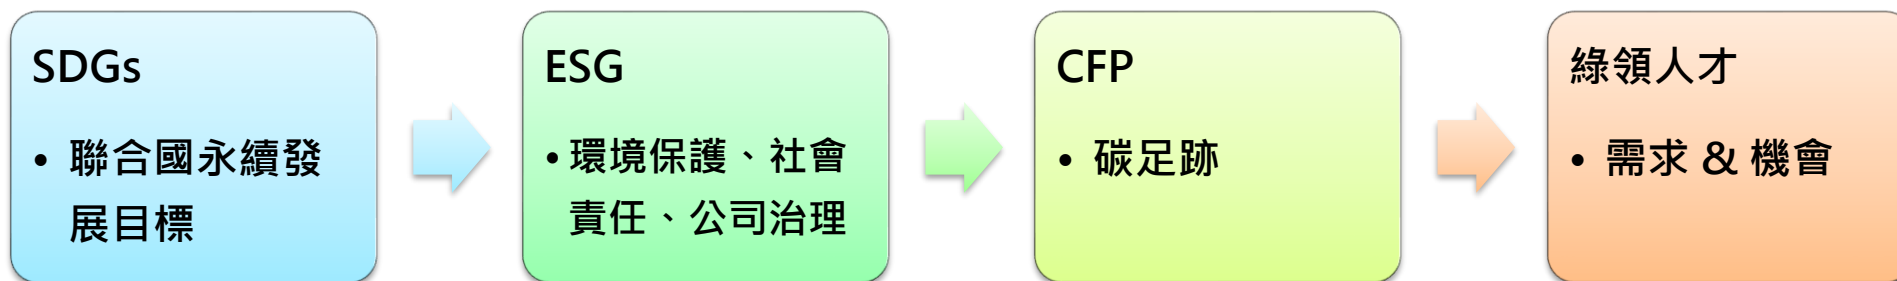 SDGs
• 聯合國永續發
展目標
ESG
• 環境保護、社會
責任、公司治理
CFP
• 碳足跡
綠領人才
• 需求 & 機會